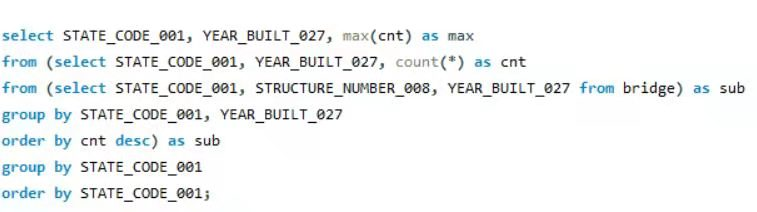 select STATE_CODE_001, YEAR_BUILT_027, max(cnt) as max
from (select STATE_CODE_001, YEAR_BUILT_027, count(*) as cnt
from (select STATE_CODE_001, STRUCTURE_NUMBER_008, YEAR_BUILT_027 from bridge) as sub
group by STATE_CODE_001, YEAR_BUILT_027
order by cnt desc) as sub
group by STATE_CODE_001
order by STATE_CODE_001;